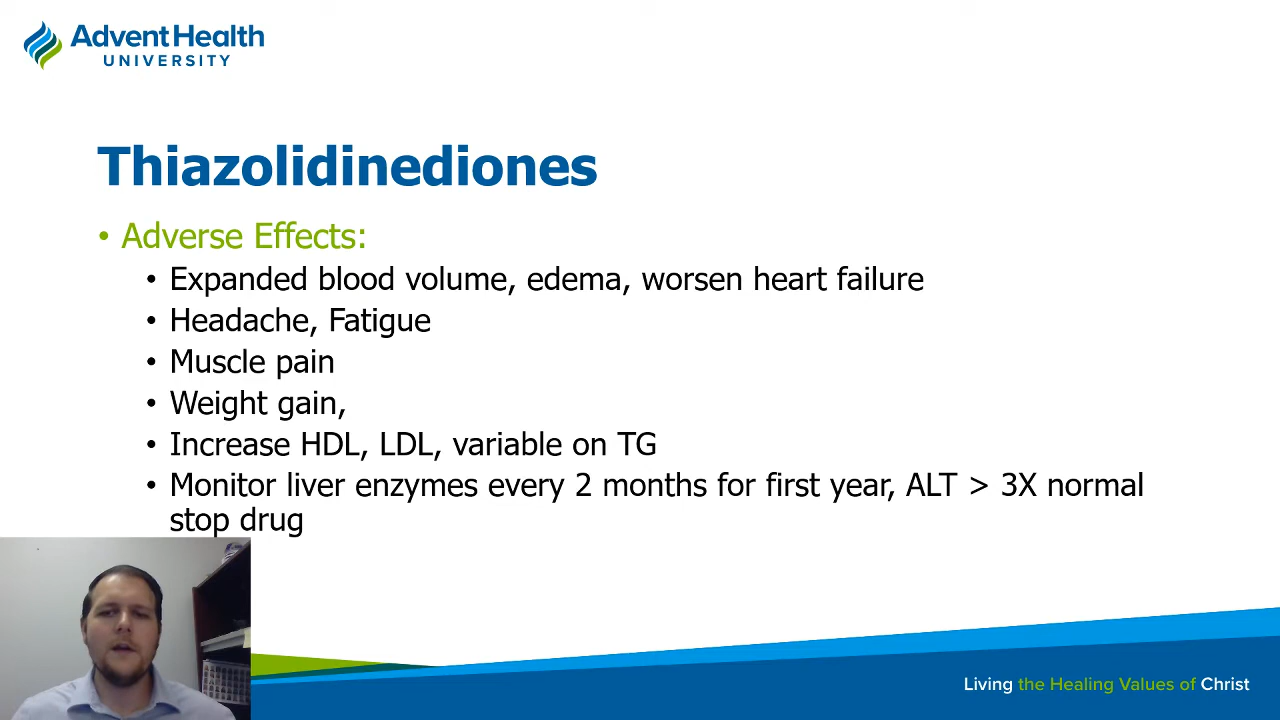 AdventHealth
UNIVERSITY
Thiazolidinediones
• Adverse Effects:
• Expanded blood volume, edema, worsen heart failure
• Headache, Fatigue
• Muscle pain
• Weight gain,
• Increase HDL, LDL, variable on TG
• Monitor liver enzymes every 2 months for first year, ALT > 3X normal
stop drug
Living the Healing Values of Christ